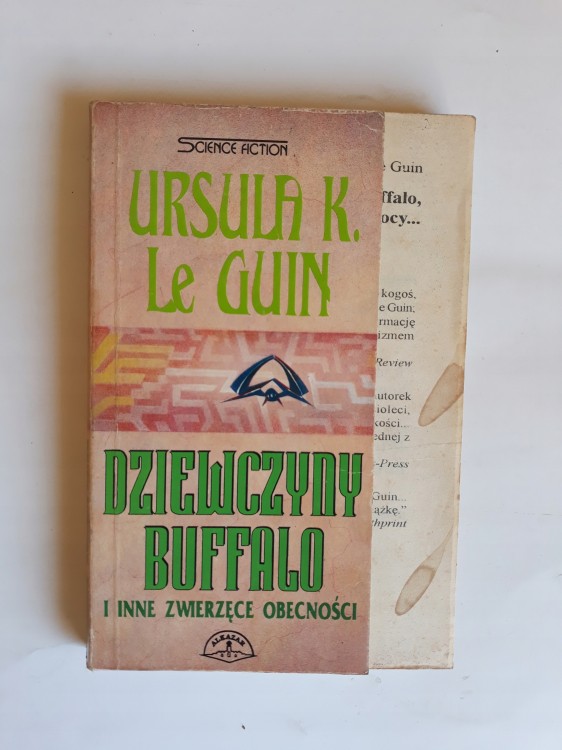 SCIENCE FICTION
URSULA K.
Le GUIN
DZIEWCZYNY
BUFFALO
I INNE ZWIERZĘCE OBECNOŚCI
ALKAZAR
e Guin
ffalo,
ocy...
kogoś,
e Guin;
rmację
izmem
Review
utorek
ioleci,
kości...
ednej z
-Press
Guin...
ążkę."
thprint